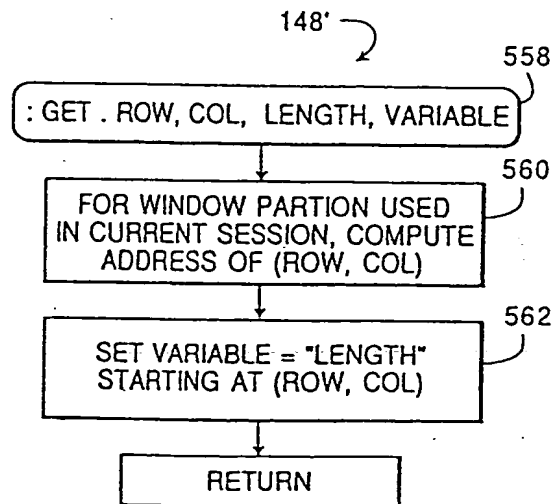 148'
558
: GET . ROW, COL, LENGTH, VARIABLE
560
FOR WINDOW PARTION USED
IN CURRENT SESSION, COMPUTE
ADDRESS OF (ROW, COL)
562
SET VARIABLE = "LENGTH"
STARTING AT (ROW, COL)
RETURN